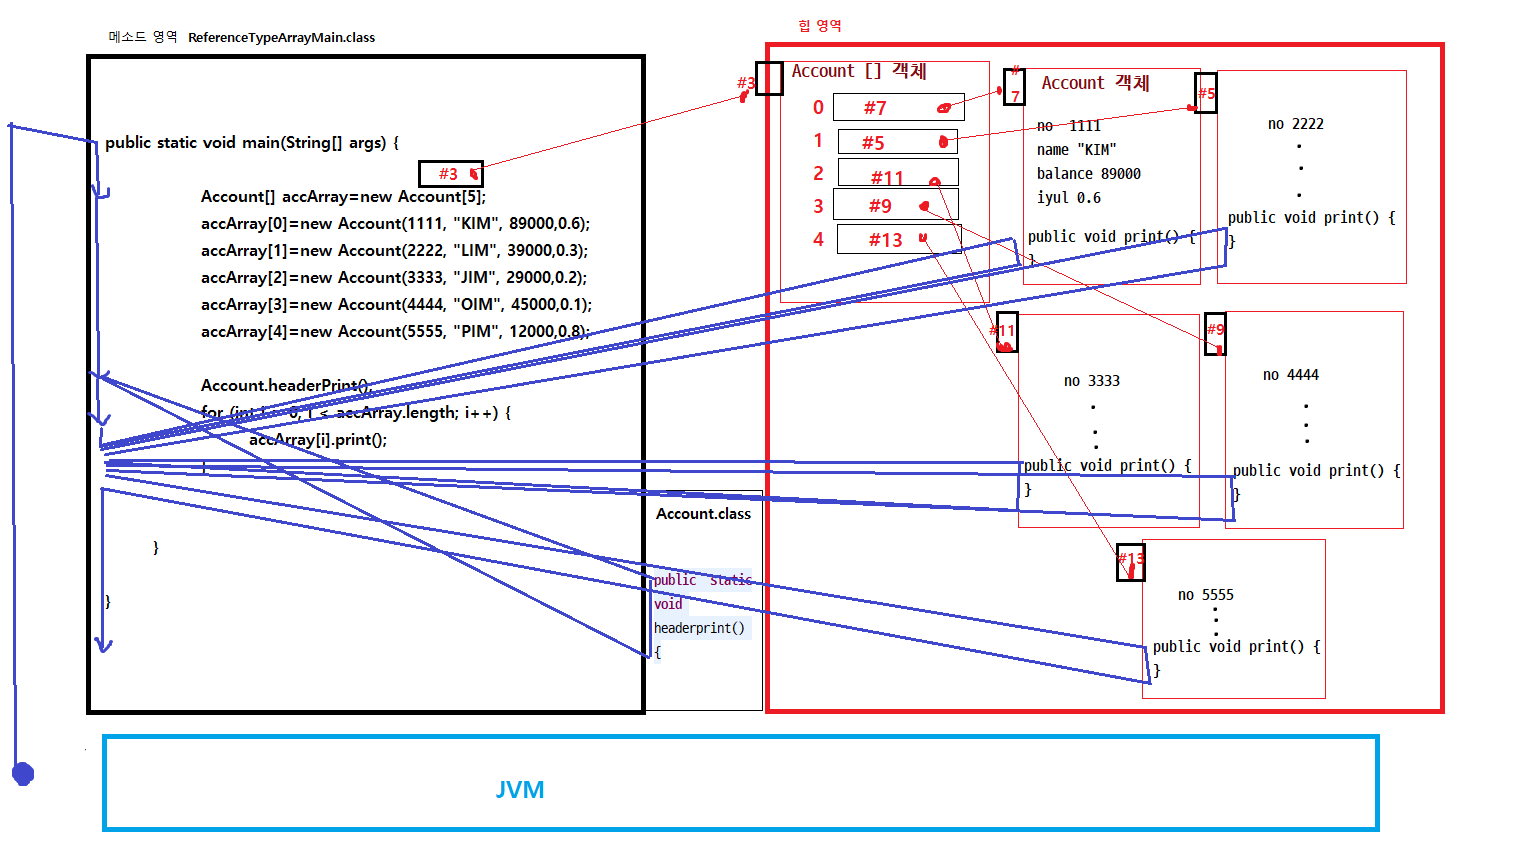 메소드 영역 ReferenceTypeArrayMain.class
public static void main(String[] args) {
#3
Account[] accArray=new Account[5];
accArray[0]=new Account(1111, "KIM", 89000,0.6);
accArray[1]=new Account(2222, "LIM", 39000,0.3);
accArray[2]=new Account(3333, "JIM", 29000,0.2);
accArray[3]=new Account(4444, "OIM", 45000,0.1);
accArray[4]=new Account(5555, "PIM", 12000,0.8);
Account.headerPrint();
for (int i = 0; i < accArray.length; i++) {
accArray[i].print();
}
}
}
Account.class
public static
void
headerprint()
{
힙 영역
#3
Account [] 객체
0 #7
1 #5
2 #11
3 #9
4 #13
#
7
Account 객체
no 1111
name "KIM"
balance 89000
iyul 0.6
public void print() {
}
#5
no 2222
public void print() {
}
#11
no 3333
public void print() {
}
#9
no 4444
public void print() {
}
#13
no 5555
public void print() {
}
JVM